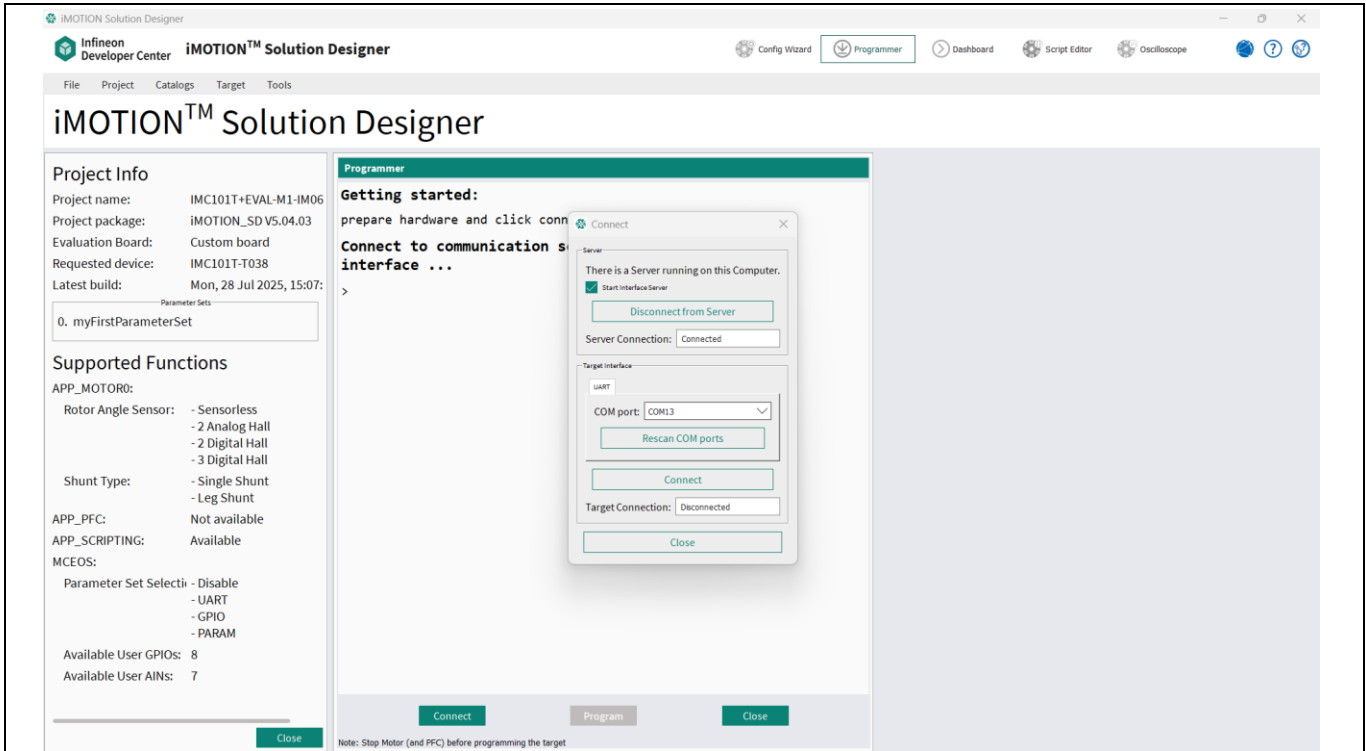 iMOTION Solution Designer
Infineon
Developer Center
iMOTION™ Solution Designer
Config Wizard
Programmer
Dashboard
Script Editor
Oscilloscope
File Project Catalogs Target Tools
iMOTION™ Solution Designer
Project Info
Project name: IMC101T+EVAL-M1-IM06
Project package: iMOTION_SD V5.04.03
Evaluation Board: Custom board
Requested device: IMC101T-T038
Latest build: Mon, 28 Jul 2025, 15:07:
Parameter Sets
0. myFirstParameterSet
Supported Functions
APP_MOTOR0:
Rotor Angle Sensor: - Sensorless
- 2 Analog Hall
- 2 Digital Hall
- 3 Digital Hall
Shunt Type: - Single Shunt
- Leg Shunt
APP_PFC: Not available
APP_SCRIPTING: Available
MCEOS:
Parameter Set Selecti - Disable
- UART
- GPIO
- PARAM
Available User GPIOs: 8
Available User AINs: 7
Close
Programmer
Getting started:
prepare hardware and click conn
Connect to communication s
interface ...
>
Connect
Program
Close
Note: Stop Motor (and PFC) before programming the target
Connect
Server
There is a Server running on this Computer.
Start Interface Server
Disconnect from Server
Server Connection: Connected
Target Interface
UART
COM port: COM13
Rescan COM ports
Connect
Target Connection: Disconnected
Close